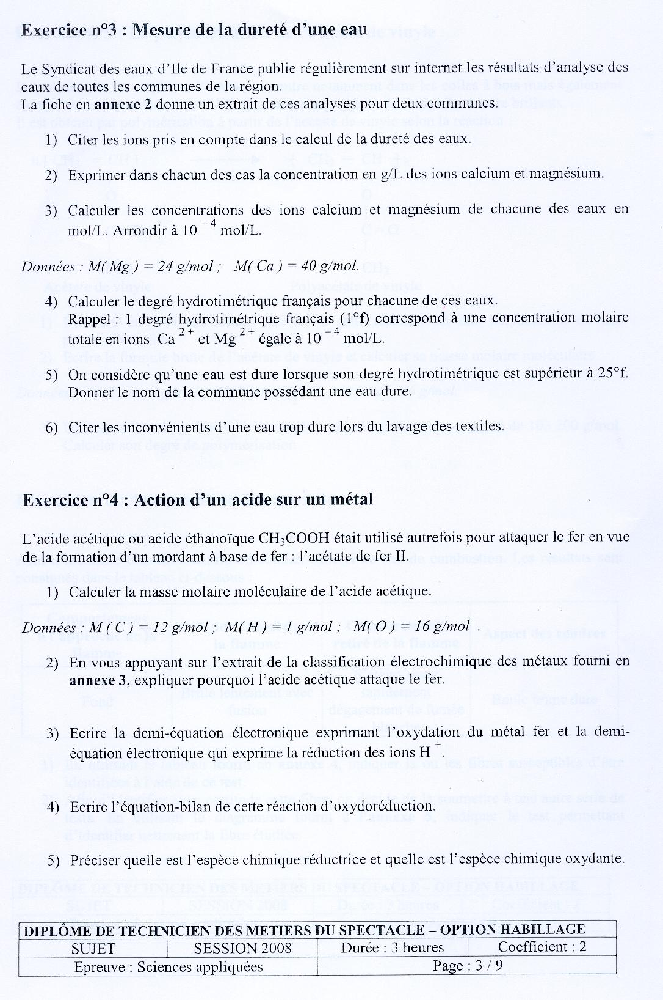 Exercice n°3 : Mesure de la dureté d'une eau
Le Syndicat des eaux d'Ile de France publie régulièrement sur internet les résultats d'analyse des
eaux de toutes les communes de la région.
La fiche en annexe 2 donne un extrait de ces analyses pour deux communes.
1) Citer les ions pris en compte dans le calcul de la dureté des eaux.
2) Exprimer dans chacun des cas la concentration en g/L des ions calcium et magnésium.
3) Calculer les concentrations des ions calcium et magnésium de chacune des eaux en
mol/L. Arrondir à 10⁻⁴ mol/L.
Données : M( Mg ) = 24 g/mol ; M( Ca ) = 40 g/mol.
4) Calculer le degré hydrotimétrique français pour chacune de ces eaux.
Rappel : 1 degré hydrotimétrique français (1°f) correspond à une concentration molaire
totale en ions Ca²⁺ et Mg²⁺ égale à 10⁻⁴ mol/L.
5) On considère qu'une eau est dure lorsque son degré hydrotimétrique est supérieur à 25°f.
Donner le nom de la commune possédant une eau dure.
6) Citer les inconvénients d'une eau trop dure lors du lavage des textiles.
Exercice n°4 : Action d'un acide sur un métal
L'acide acétique ou acide éthanoïque CH₃COOH était utilisé autrefois pour attaquer le fer en vue
de la formation d'un mordant à base de fer : l'acétate de fer II.
1) Calculer la masse molaire moléculaire de l'acide acétique.
Données : M ( C ) = 12 g/mol ; M( H ) = 1 g/mol ; M( O ) = 16 g/mol .
2) En vous appuyant sur l'extrait de la classification électrochimique des métaux fourni en
annexe 3, expliquer pourquoi l'acide acétique attaque le fer.
3) Ecrire la demi-équation électronique exprimant l'oxydation du métal fer et la demi-
équation électronique qui exprime la réduction des ions H⁺.
4) Ecrire l'équation-bilan de cette réaction d'oxydoréduction.
5) Préciser quelle est l'espèce chimique réductrice et quelle est l'espèce chimique oxydante.
DIPLÔME DE TECHNICIEN DES METIERS DU SPECTACLE – OPTION HABILLAGE
SUJET SESSION 2008 Durée : 3 heures Coefficient : 2
Epreuve : Sciences appliquées Page : 3 / 9